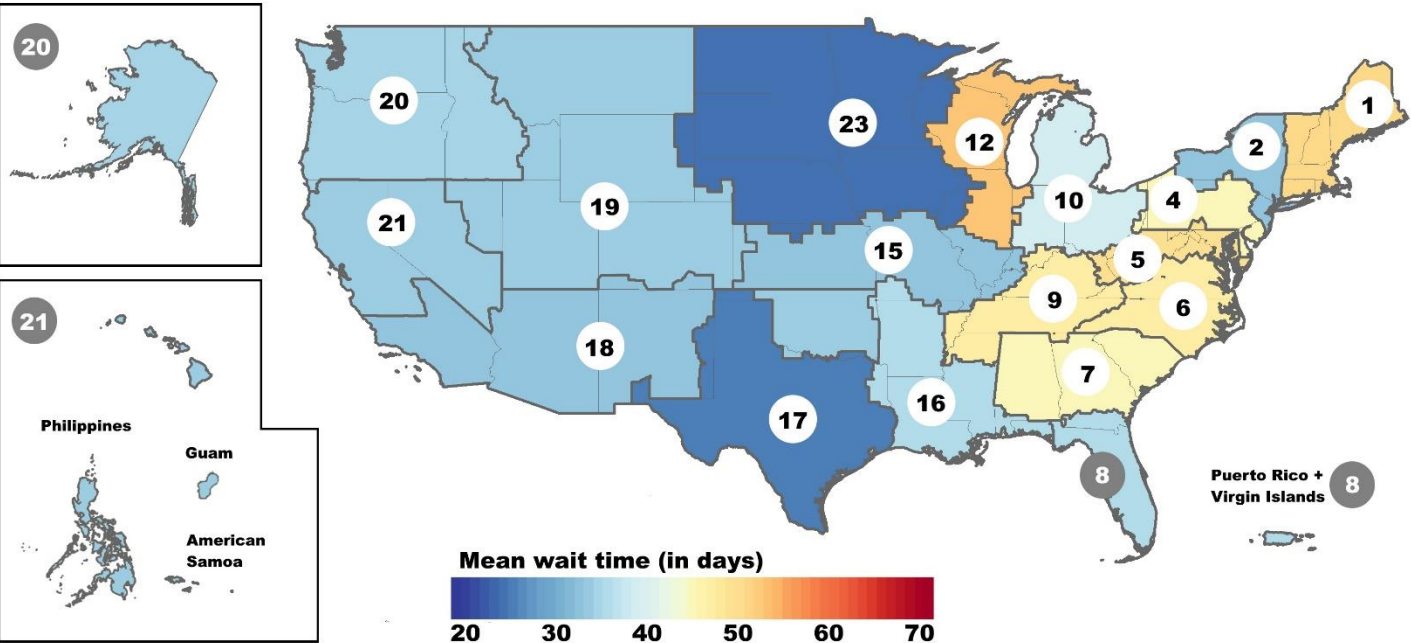 20
21
Philippines
Guam
American
Samoa
20
21
19
18
23
15
17
16
12
10
9
7
8
1
2
4
5
6
Puerto Rico +
Virgin Islands
8
Mean wait time (in days)
20 30 40 50 60 70